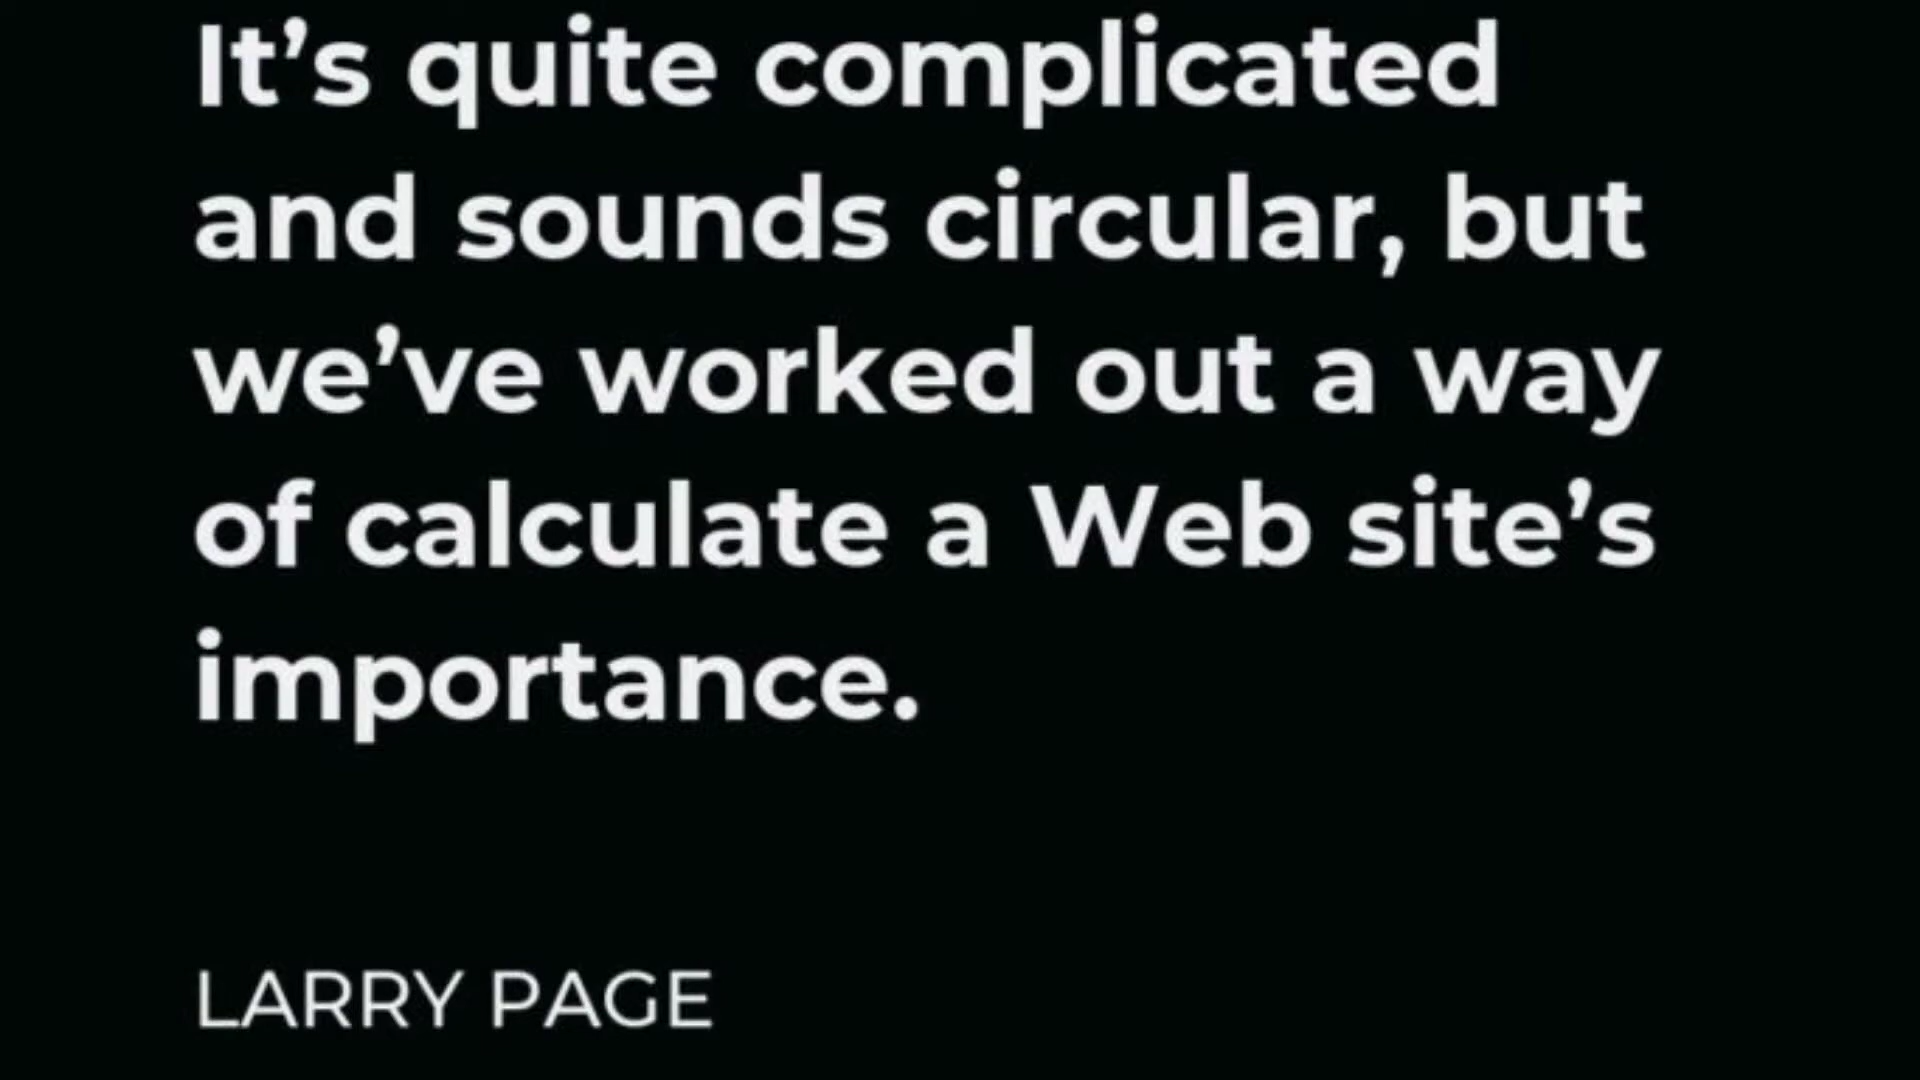 It’s quite complicated
and sounds circular, but
we’ve worked out a way
of calculate a Web site’s
importance.
LARRY PAGE